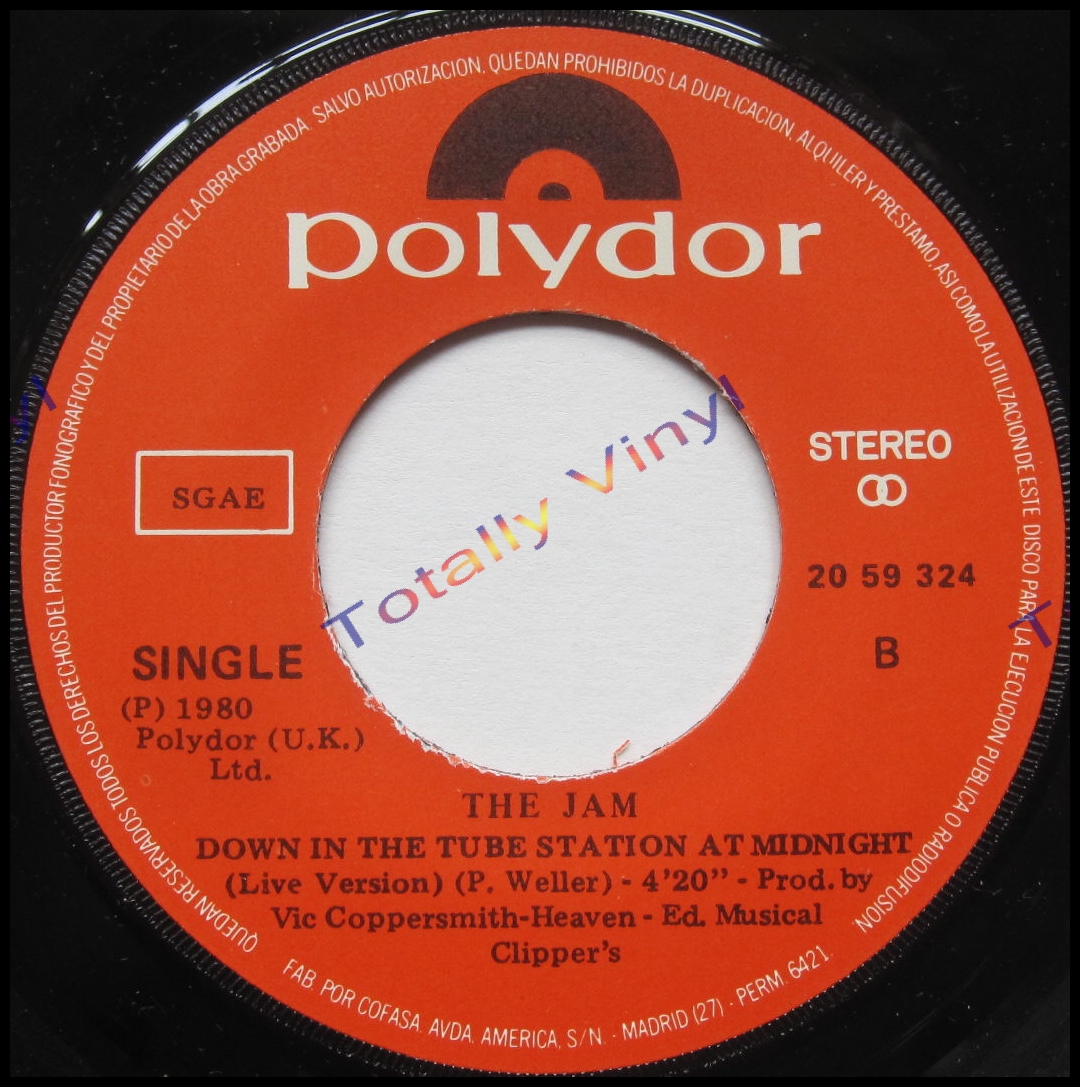 QUEDAN RESERVADOS TODOS LOS DERECHOS DEL PRODUCTOR FONOGRAFICO Y DEL PROPIETARIO DE LA OBRA GRABADA. SALVO AUTORIZACION, QUEDAN PROHIBIDOS LA DUPLICACION, ALQUILER Y PRESTAMO, ASI COMO LA UTILIZACION DE ESTE DISCO PARA LA EJECUCION PUBLICA O RADIODIFUSION
polydor
STEREO
SGAE
Totally Vinyl
20 59 324
B
SINGLE
(P) 1980
Polydor (U.K.)
Ltd.
THE JAM
DOWN IN THE TUBE STATION AT MIDNIGHT
(Live Version) (P. Weller) - 4'20" - Prod. by
Vic Coppersmith-Heaven - Ed. Musical
Clipper's
FAB. POR COFASA. AVDA. AMERICA, S/N. - MADRID (27) - PERM. 6421.